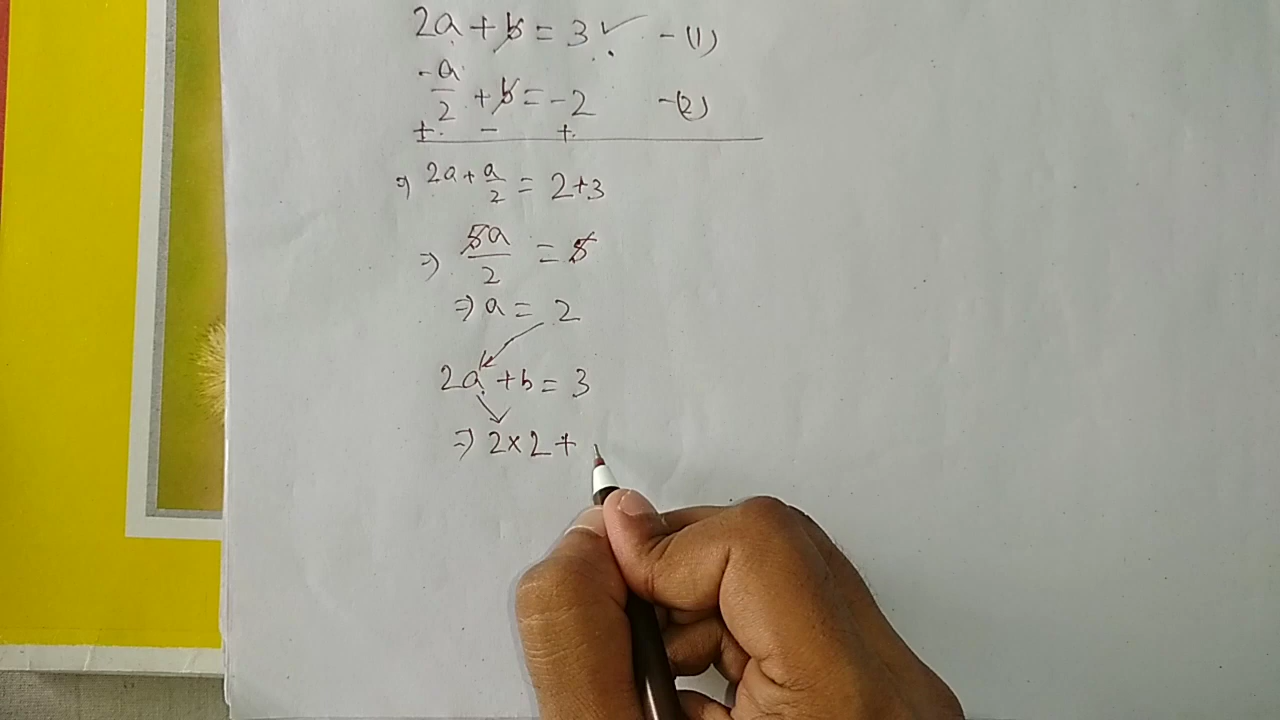 2a + b = 3 ✓ - (1)
-a/2 + b = -2 - (2)
+ - +
⇒ 2a + a/2 = 2+3
⇒ 5a/2 = 5
⇒ a = 2
2a + b = 3
⇒ 2 × 2 +